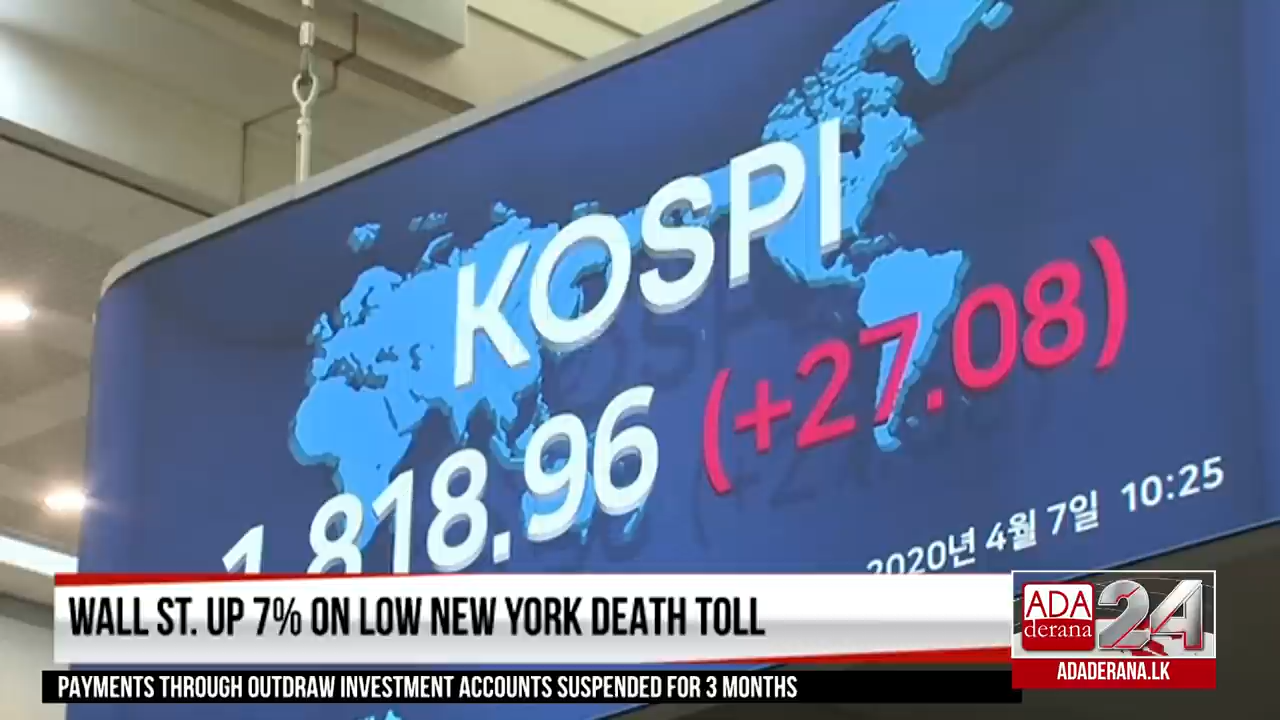 KOSPI
1,818.96 (+27.08)
2020년 4월 7일 10:25
WALL ST. UP 7% ON LOW NEW YORK DEATH TOLL
ADA
derana
24
ADADERANA.LK
PAYMENTS THROUGH OUTDRAW INVESTMENT ACCOUNTS SUSPENDED FOR 3 MONTHS